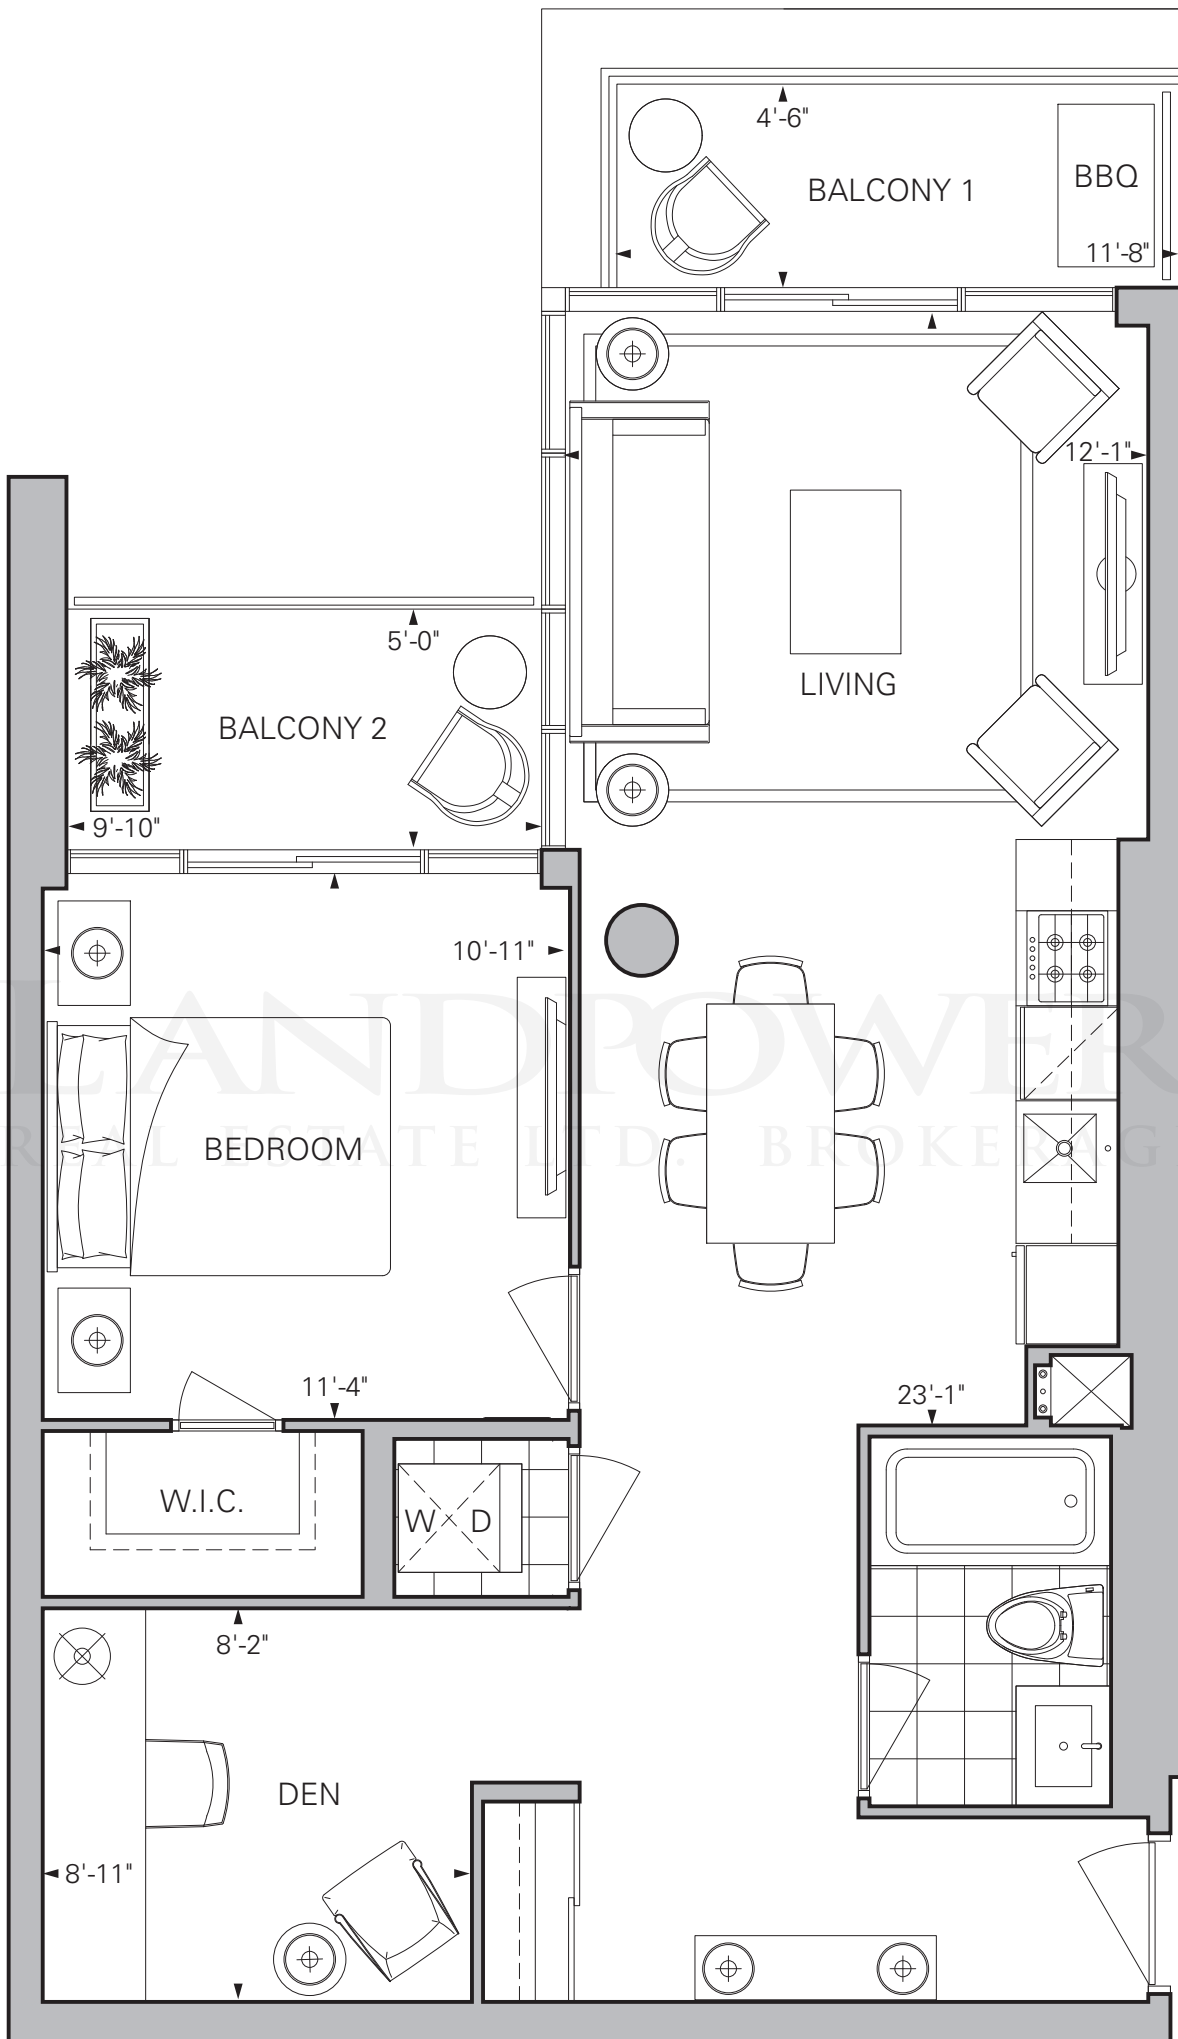 4'-6"
BALCONY 1
BBQ
11'-8"
12'-1"
LIVING
5'-0"
BALCONY 2
9'-10"
10'-11"
LANDPOWER
REAL ESTATE LTD. BROKERAG
BEDROOM
11'-4"
23'-1"
W.I.C.
W D
8'-2"
DEN
8'-11"